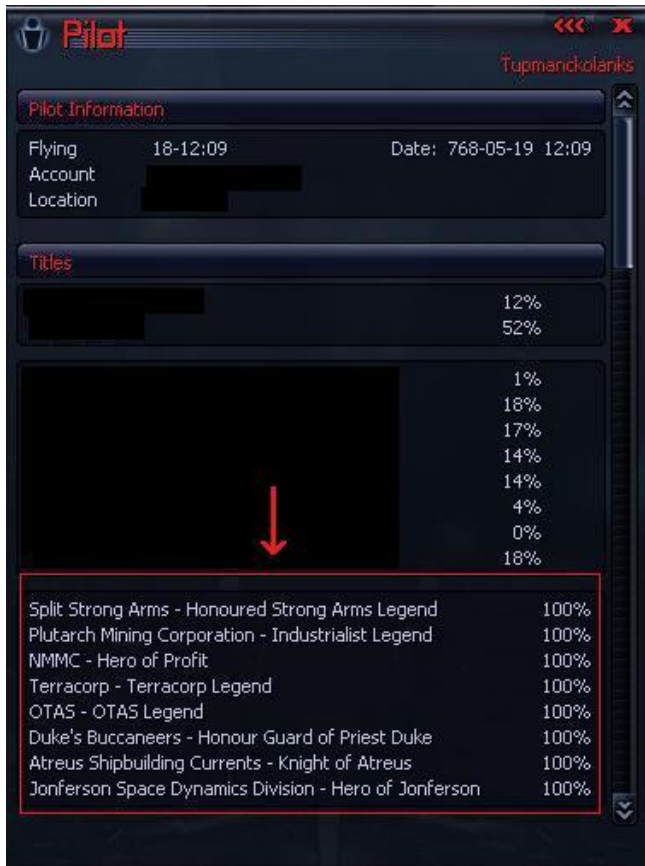 Pilot
<<< X
Tupmanckolanks
Pilot Information
Flying 18-12:09 Date: 768-05-19 12:09
Account
Location
Titles
12%
52%
1%
18%
17%
14%
14%
4%
0%
18%
Split Strong Arms - Honoured Strong Arms Legend 100%
Plutarch Mining Corporation - Industrialist Legend 100%
NMMC - Hero of Profit 100%
Terracorp - Terracorp Legend 100%
OTAS - OTAS Legend 100%
Duke's Buccaneers - Honour Guard of Priest Duke 100%
Atreus Shipbuilding Currents - Knight of Atreus 100%
Jonferson Space Dynamics Division - Hero of Jonferson 100%